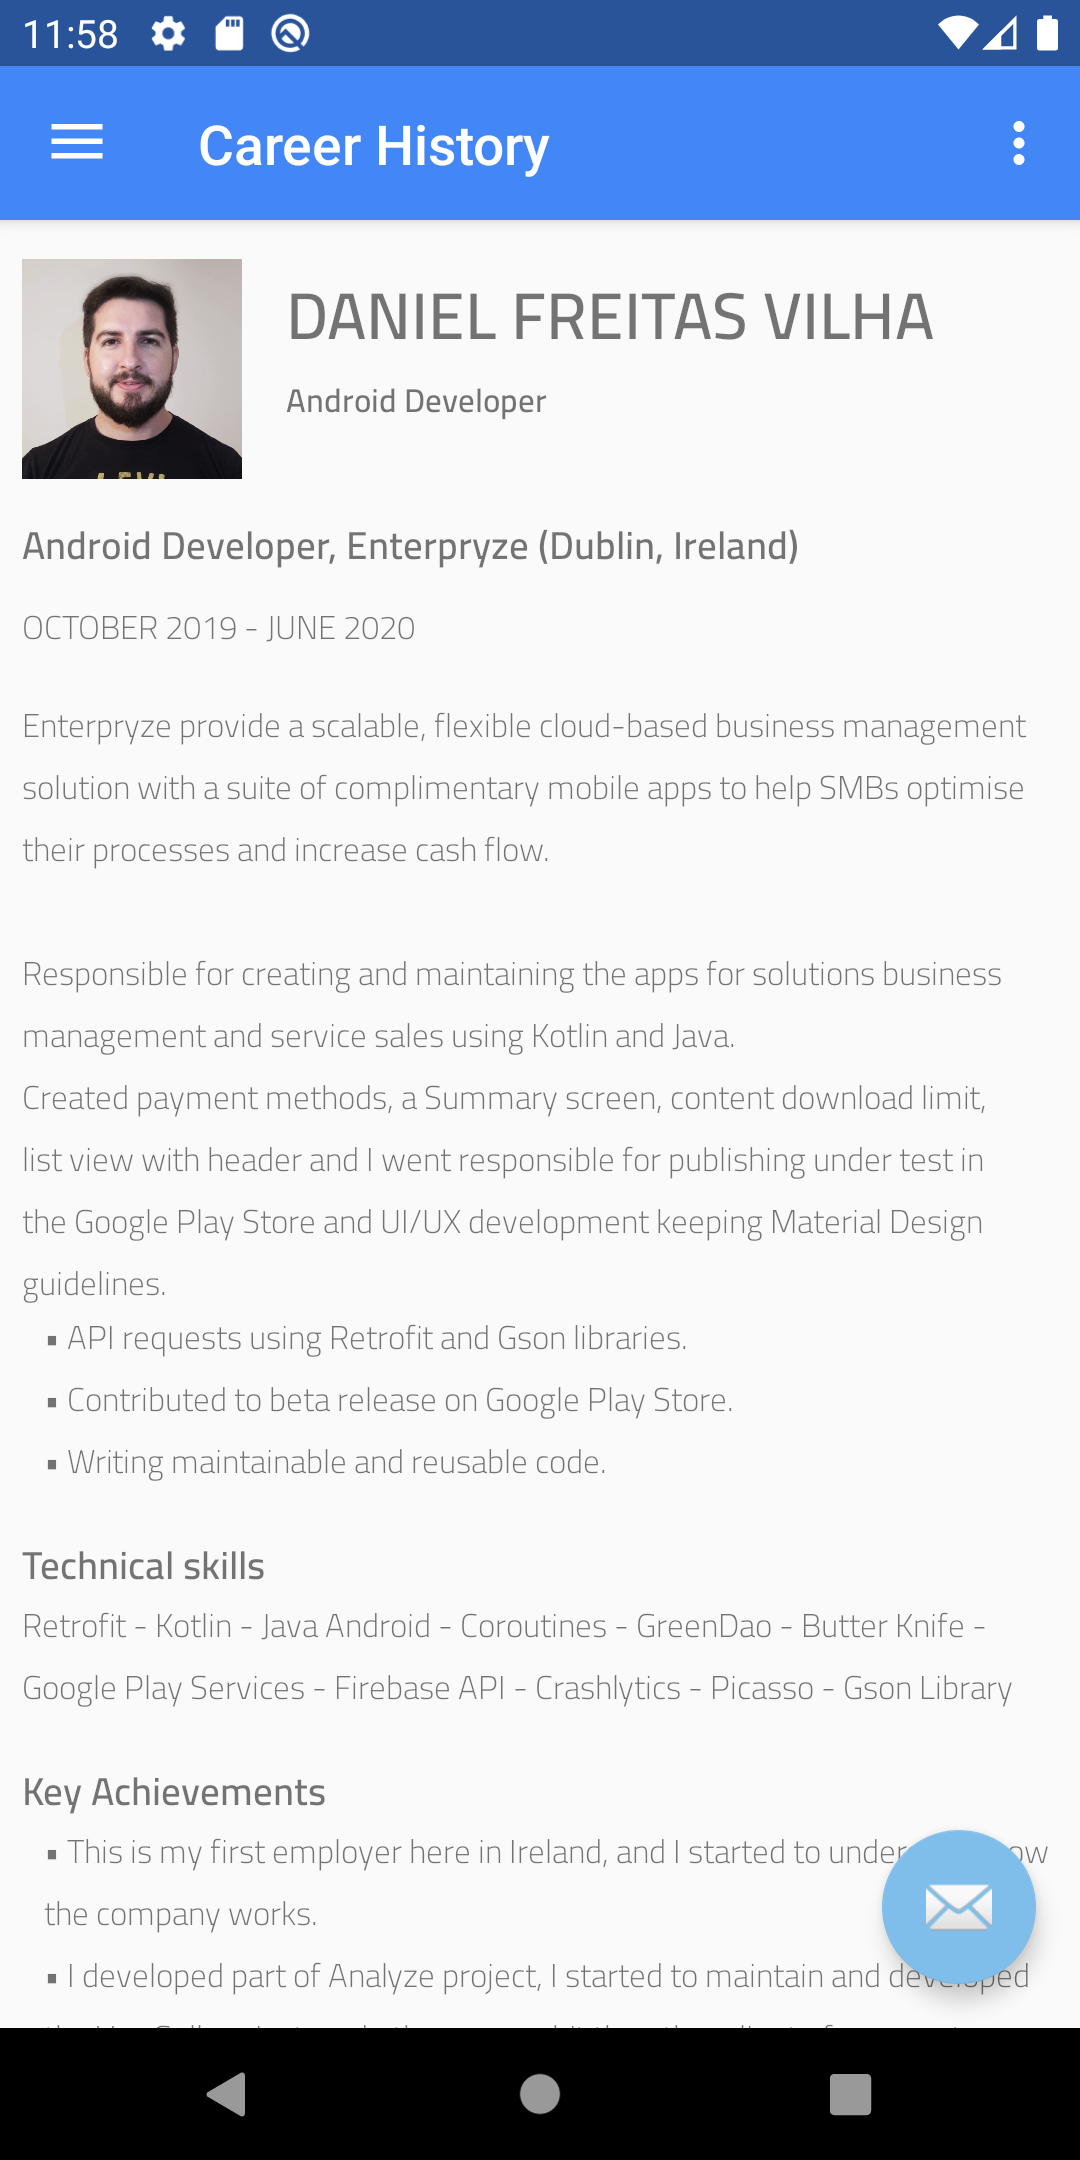 11:58
Career History
DANIEL FREITAS VILHA
Android Developer
Android Developer, Enterpryze (Dublin, Ireland)
OCTOBER 2019 - JUNE 2020
Enterpryze provide a scalable, flexible cloud-based business management
solution with a suite of complimentary mobile apps to help SMBs optimise
their processes and increase cash flow.
Responsible for creating and maintaining the apps for solutions business
management and service sales using Kotlin and Java.
Created payment methods, a Summary screen, content download limit,
list view with header and I went responsible for publishing under test in
the Google Play Store and UI/UX development keeping Material Design
guidelines.
▪ API requests using Retrofit and Gson libraries.
▪ Contributed to beta release on Google Play Store.
▪ Writing maintainable and reusable code.
Technical skills
Retrofit - Kotlin - Java Android - Coroutines - GreenDao - Butter Knife -
Google Play Services - Firebase API - Crashlytics - Picasso - Gson Library
Key Achievements
▪ This is my first employer here in Ireland, and I started to
the company works.
▪ I developed part of Analyze project, I started to maintain and developed